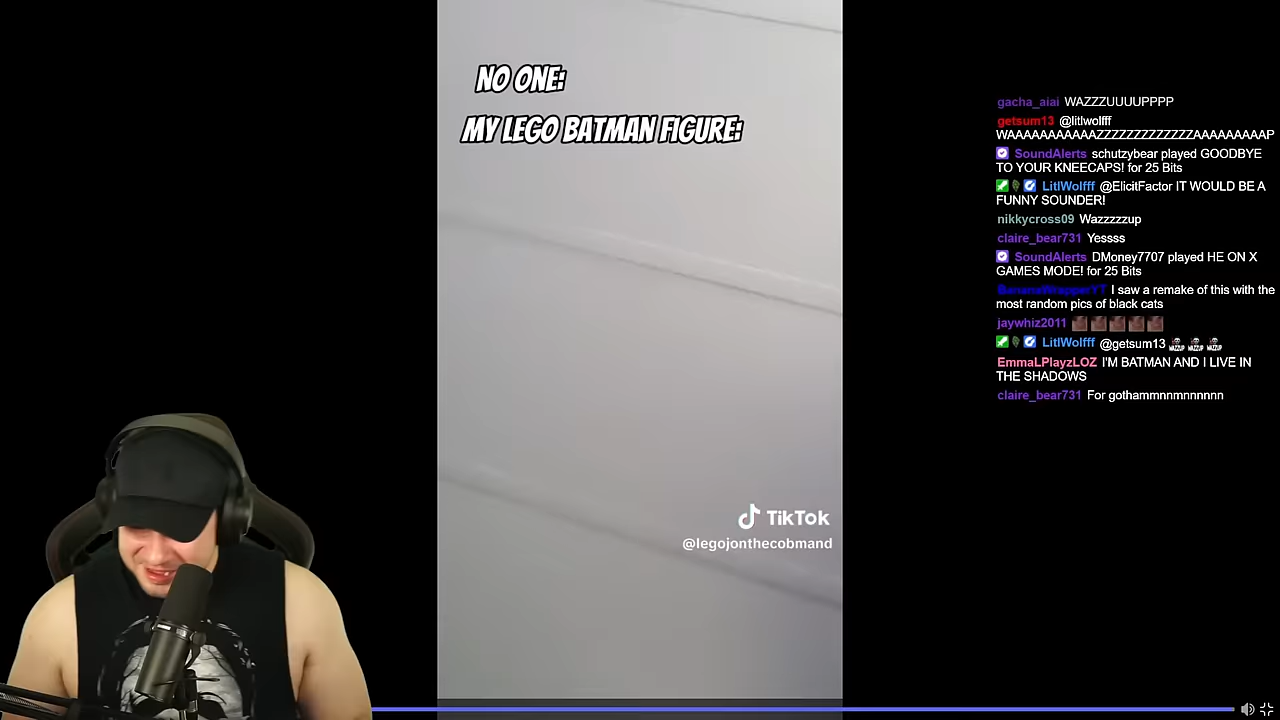 NO ONE:
MY LEGO BATMAN FIGURE:
TikTok
@legojonthecobmand
gacha_aiai WAZZZUUUUPPPP
getsum13 @litlwolfff
WAAAAAAAAAAAZZZZZZZZZZZZZAAAAAAAAAP
SoundAlerts schutzybear played GOODBYE
TO YOUR KNEECAPS! for 25 Bits
LitlWolfff @ElicitFactor IT WOULD BE A
FUNNY SOUNDER!
nikkycross09 Wazzzzzup
claire_bear731 Yessss
SoundAlerts DMoney7707 played HE ON X
GAMES MODE! for 25 Bits
BananaWrapperYT I saw a remake of this with the
most random pics of black cats
jaywhiz2011
LitlWolfff @getsum13
EmmaLPlayzLOZ I'M BATMAN AND I LIVE IN
THE SHADOWS
claire_bear731 For gothammnnmnnnnnn